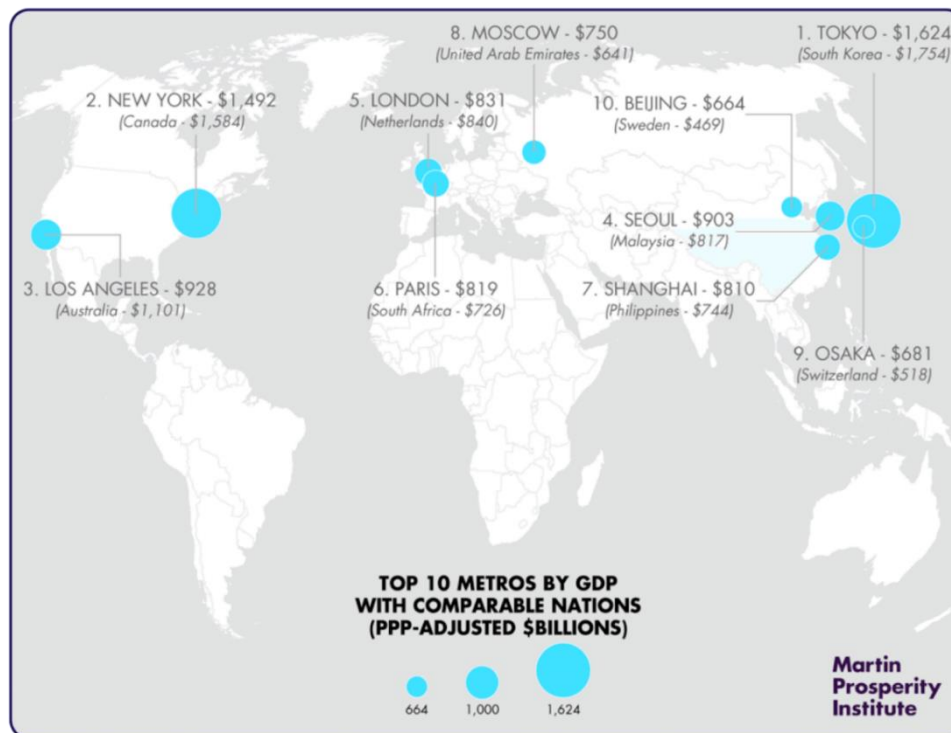 8. MOSCOW - $750
(United Arab Emirates - $641)
1. TOKYO - $1,624
(South Korea - $1,754)
2. NEW YORK - $1,492
(Canada - $1,584)
5. LONDON - $831
(Netherlands - $840)
10. BEIJING - $664
(Sweden - $469)
4. SEOUL - $903
(Malaysia - $817)
3. LOS ANGELES - $928
(Australia - $1,101)
6. PARIS - $819
(South Africa - $726)
7. SHANGHAI - $810
(Philippines - $744)
9. OSAKA - $681
(Switzerland - $518)
TOP 10 METROS BY GDP
WITH COMPARABLE NATIONS
(PPP-ADJUSTED $BILLIONS)
664
1,000
1,624
Martin
Prosperity
Institute